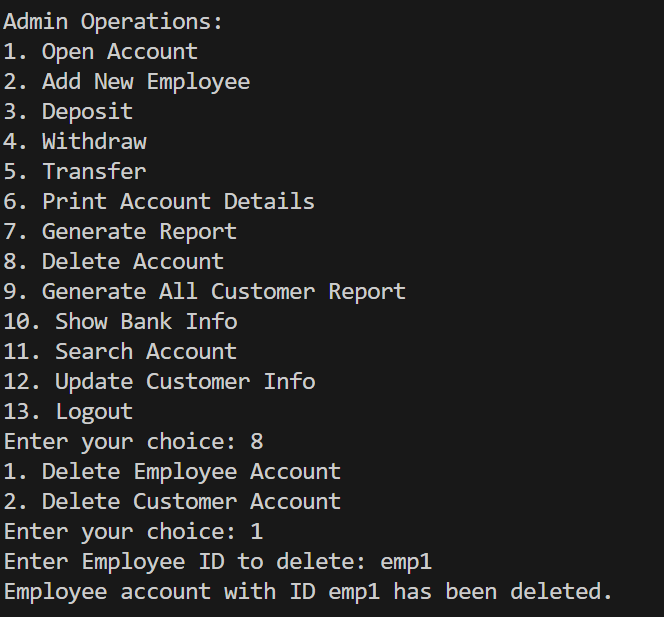 Admin Operations:
1. Open Account
2. Add New Employee
3. Deposit
4. Withdraw
5. Transfer
6. Print Account Details
7. Generate Report
8. Delete Account
9. Generate All Customer Report
10. Show Bank Info
11. Search Account
12. Update Customer Info
13. Logout
Enter your choice: 8
1. Delete Employee Account
2. Delete Customer Account
Enter your choice: 1
Enter Employee ID to delete: emp1
Employee account with ID emp1 has been deleted.